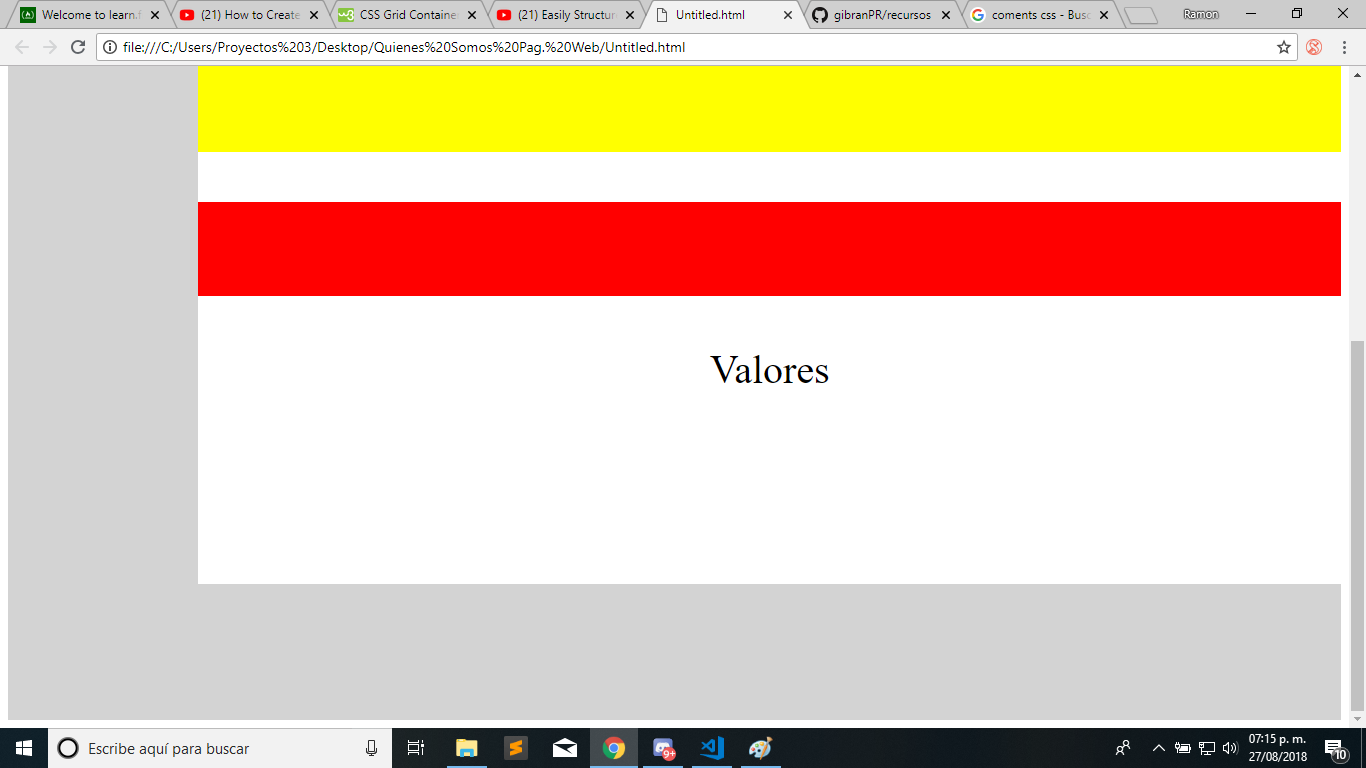 Welcome to learn.f
(21) How to Create
CSS Grid Container
(21) Easily Structur
Untitled.html
gibranPR/recursos
coments css - Busc
Ramon
file:///C:/Users/Proyectos%203/Desktop/Quienes%20Somos%20Pag.%20Web/Untitled.html
Valores
Escribe aquí para buscar
9+
07:15 p. m.
27/08/2018
10